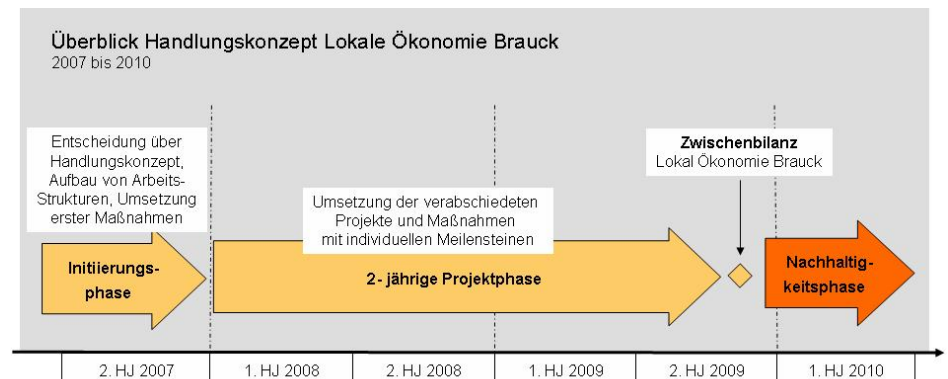 Überblick Handlungskonzept Lokale Ökonomie Brauck
2007 bis 2010
Entscheidung über
Handlungskonzept,
Aufbau von Arbeits-
Strukturen, Umsetzung
erster Maßnahmen
Zwischenbilanz
Lokal Ökonomie Brauck
Umsetzung der verabschiedeten
Projekte und Maßnahmen
mit individuellen Meilensteinen
Initiierungs-
phase
2- jährige Projektphase
Nachhaltig-
keitsphase
2. HJ 2007
1. HJ 2008
2. HJ 2008
1. HJ 2009
2. HJ 2009
1. HJ 2010